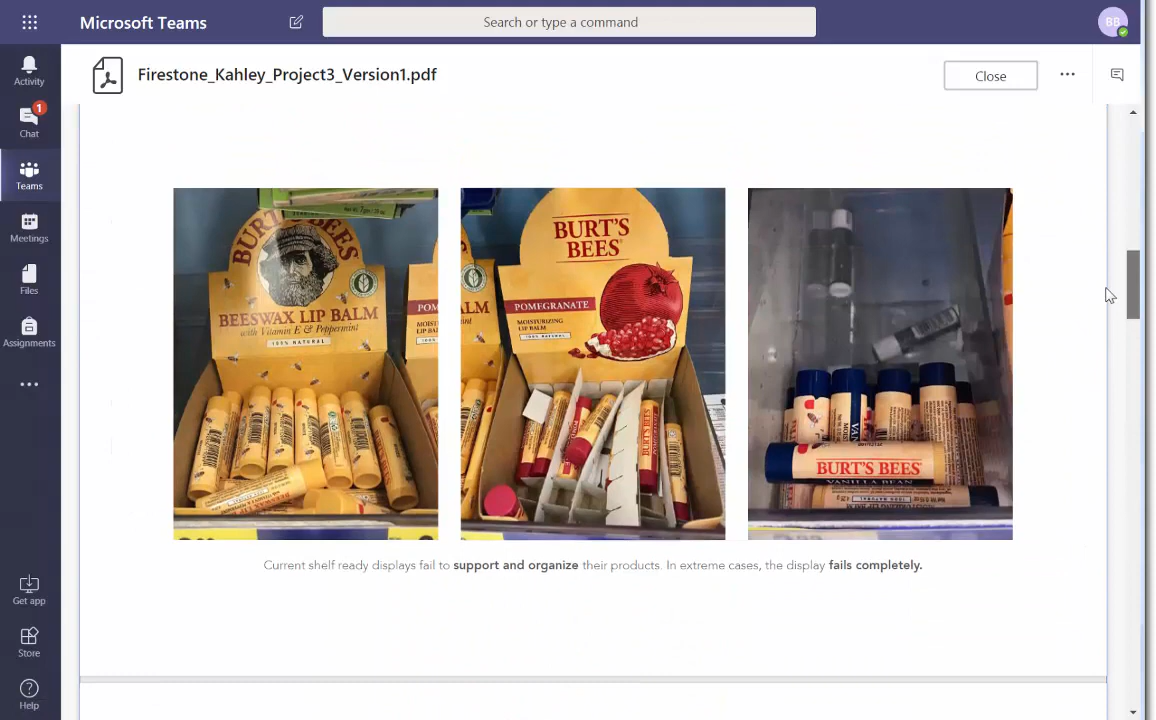 Microsoft Teams
Search or type a command
BB
Activity
1
Chat
Teams
Meetings
Files
Assignments
Get app
Store
Help
Firestone_Kahley_Project3_Version1.pdf
Close
BURT'S BEES
BEESWAX LIP BALM
with Vitamin E & Peppermint
100% NATURAL
BURT'S
BEES
POMEGRANATE
MOISTURIZING
LIP BALM
100% NATURAL
BURT'S BEES
VANILLA BEAN
Current shelf ready displays fail to support and organize their products. In extreme cases, the display fails completely.